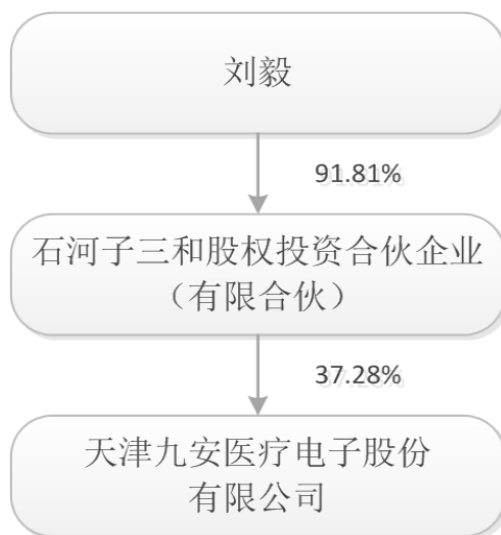 刘毅
91.81%
石河子三和股权投资合伙企业
（有限合伙）
37.28%
天津九安医疗电子股份
有限公司